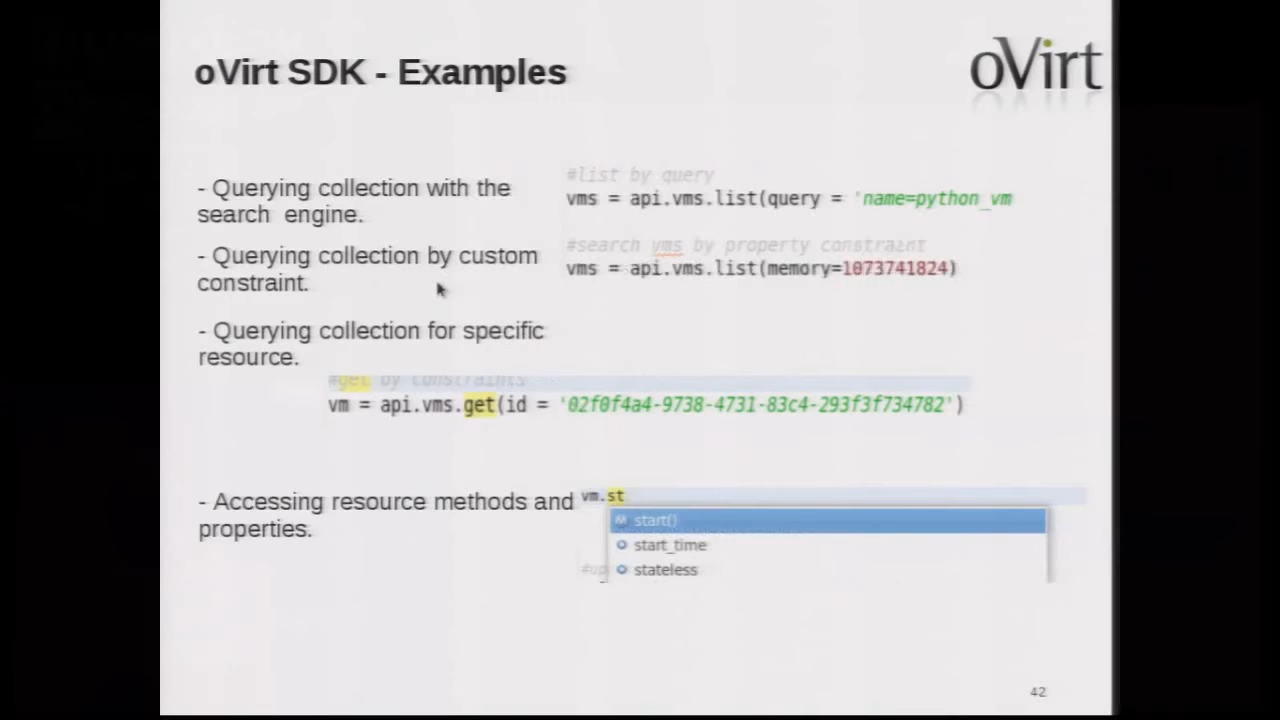 oVirt SDK - Examples
oVirt
- Querying collection with the
search engine.
#list by query
vms = api.vms.list(query = 'name=python_vm
- Querying collection by custom
constraint.
#search vms by property constraint
vms = api.vms.list(memory=1073741824)
- Querying collection for specific
resource.
#get by constraints
vm = api.vms.get(id = '02f0f4a4-9738-4731-83c4-293f3f734782')
- Accessing resource methods and
properties.
vm.st
start()
start_time
#up
stateless
42